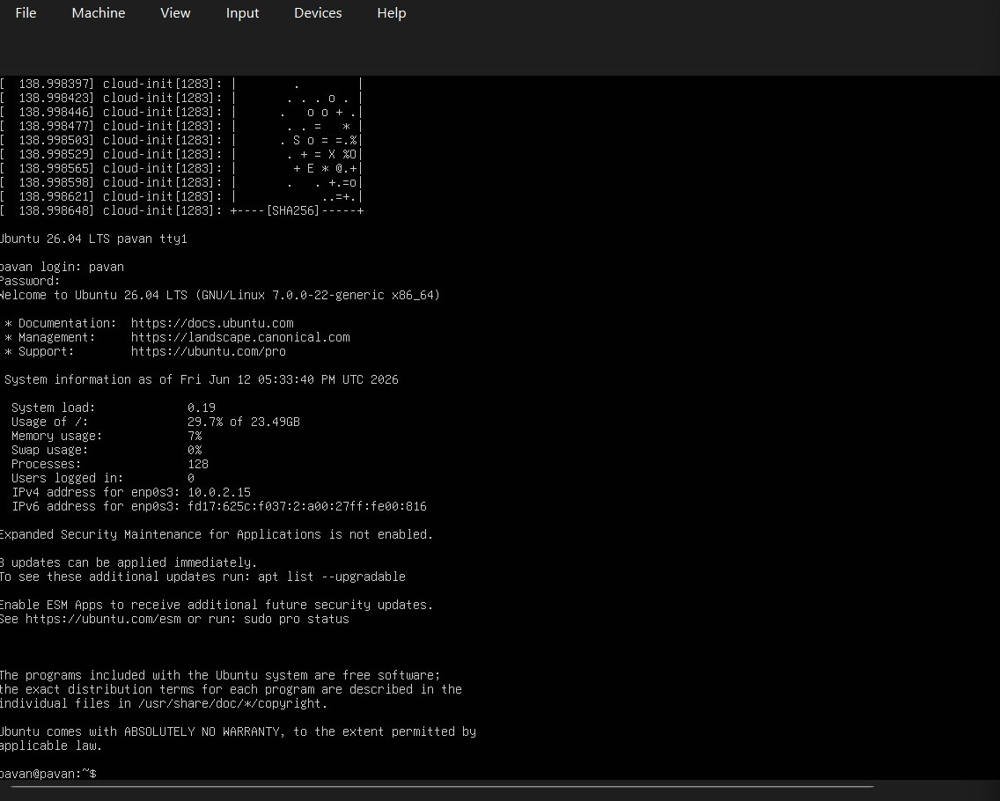 File Machine View Input Devices Help
[  138.998397] cloud-init[1283]: |        .        |
[  138.998423] cloud-init[1283]: |       . . . o . |
[  138.998446] cloud-init[1283]: |      .   o o + .|
[  138.998477] cloud-init[1283]: |       . . =   * |
[  138.998503] cloud-init[1283]: |      . S o = =.%|
[  138.998529] cloud-init[1283]: |       . + = X %O|
[  138.998565] cloud-init[1283]: |        + E * @.+|
[  138.998598] cloud-init[1283]: |       .   . +.=o|
[  138.998621] cloud-init[1283]: |            ..=+.|
[  138.998648] cloud-init[1283]: +----[SHA256]-----+
Ubuntu 26.04 LTS pavan tty1
pavan login: pavan
Password:
Welcome to Ubuntu 26.04 LTS (GNU/Linux 7.0.0-22-generic x86_64)
* Documentation:  https://docs.ubuntu.com
* Management:     https://landscape.canonical.com
* Support:        https://ubuntu.com/pro
System information as of Fri Jun 12 05:33:40 PM UTC 2026
System load:             0.19
Usage of /:              29.7% of 23.49GB
Memory usage:            7%
Swap usage:              0%
Processes:               128
Users logged in:         0
IPv4 address for enp0s3: 10.0.2.15
IPv6 address for enp0s3: fd17:625c:f037:2:a00:27ff:fe00:816
Expanded Security Maintenance for Applications is not enabled.
updates can be applied immediately.
To see these additional updates run: apt list --upgradable
Enable ESM Apps to receive additional future security updates.
See https://ubuntu.com/esm or run: sudo pro status
The programs included with the Ubuntu system are free software;
the exact distribution terms for each program are described in the
individual files in /usr/share/doc/*/copyright.
Ubuntu comes with ABSOLUTELY NO WARRANTY, to the extent permitted by
applicable law.
pavan@pavan:~$